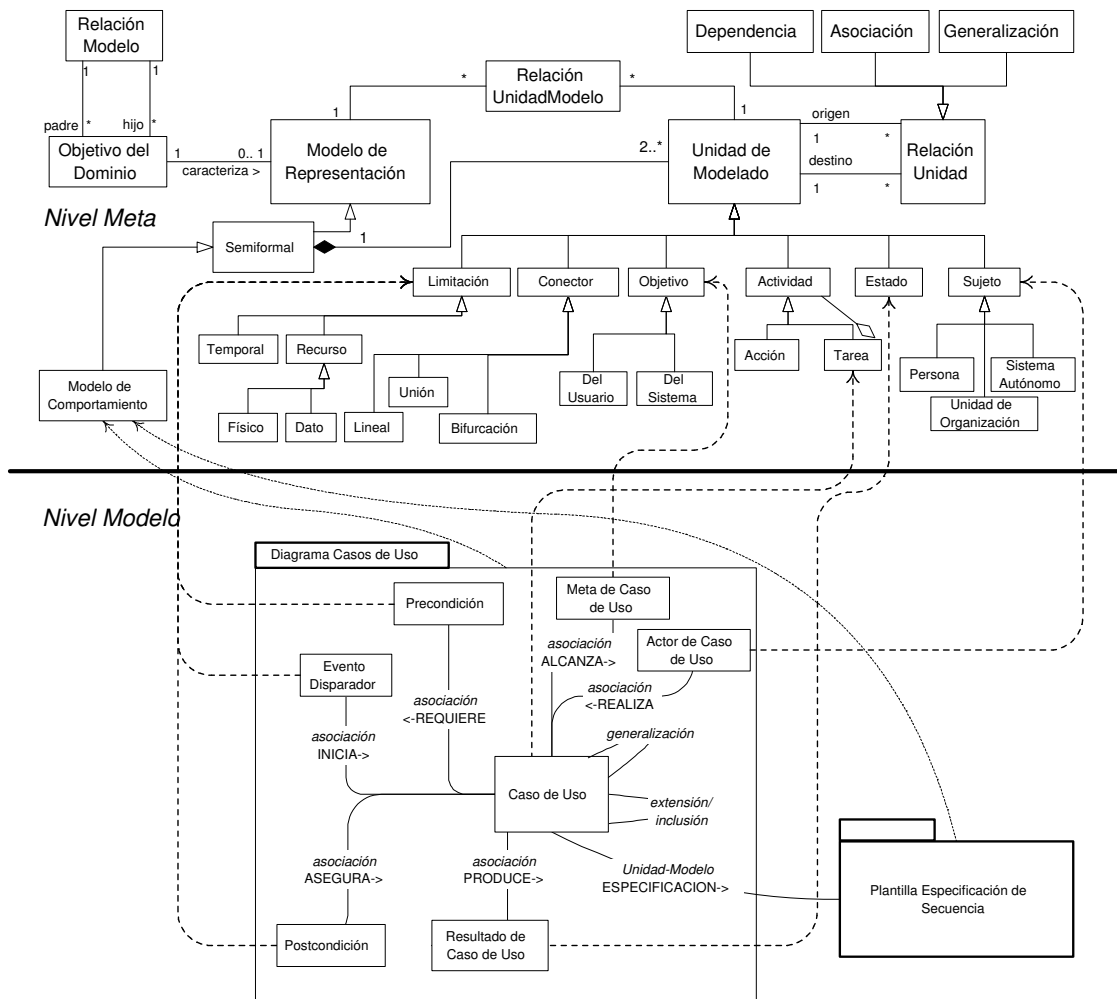 Relación
Modelo
1
1
padre
*
hijo
*
Objetivo del
Dominio
1
0.. 1
caracteriza >
Modelo de
Representación
1
*
Relación
UnidadModelo
*
1
Dependencia
Asociación
Generalización
Unidad de
Modelado
2..*
origen
1
*
destino
1
*
Relación
Unidad
Nivel Meta
Semiformal
1
Limitación
Conector
Objetivo
Actividad
Estado
Sujeto
Temporal
Recurso
Unión
Del
Usuario
Del
Sistema
Acción
Tarea
Persona
Sistema
Autónomo
Unidad de
Organización
Modelo de
Comportamiento
Físico
Dato
Lineal
Bifurcación
Nivel Modelo
Diagrama Casos de Uso
Precondición
Meta de Caso
de Uso
Actor de Caso
de Uso
Evento
Disparador
asociación
ALCANZA->
asociación
<-REQUIERE
asociación
<-REALIZA
asociación
INICIA->
generalización
Caso de Uso
extensión/
inclusión
asociación
ASEGURA->
asociación
PRODUCE->
Unidad-Modelo
ESPECIFICACION->
Plantilla Especificación de
Secuencia
Postcondición
Resultado de
Caso de Uso